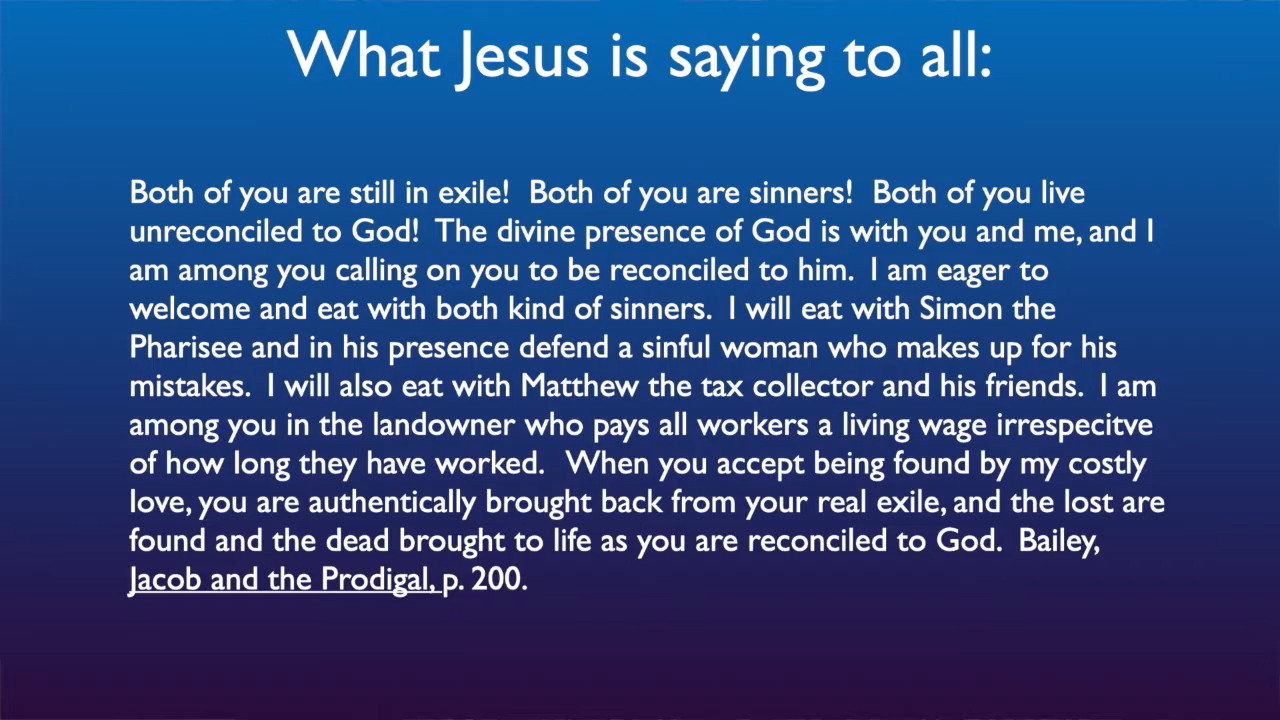 What Jesus is saying to all:
Both of you are still in exile!  Both of you are sinners!  Both of you live
unreconciled to God!  The divine presence of God is with you and me, and I
am among you calling on you to be reconciled to him.  I am eager to
welcome and eat with both kind of sinners.  I will eat with Simon the
Pharisee and in his presence defend a sinful woman who makes up for his
mistakes.  I will also eat with Matthew the tax collector and his friends.  I am
among you in the landowner who pays all workers a living wage irrespecitve
of how long they have worked.   When you accept being found by my costly
love, you are authentically brought back from your real exile, and the lost are
found and the dead brought to life as you are reconciled to God.  Bailey,
Jacob and the Prodigal, p. 200.